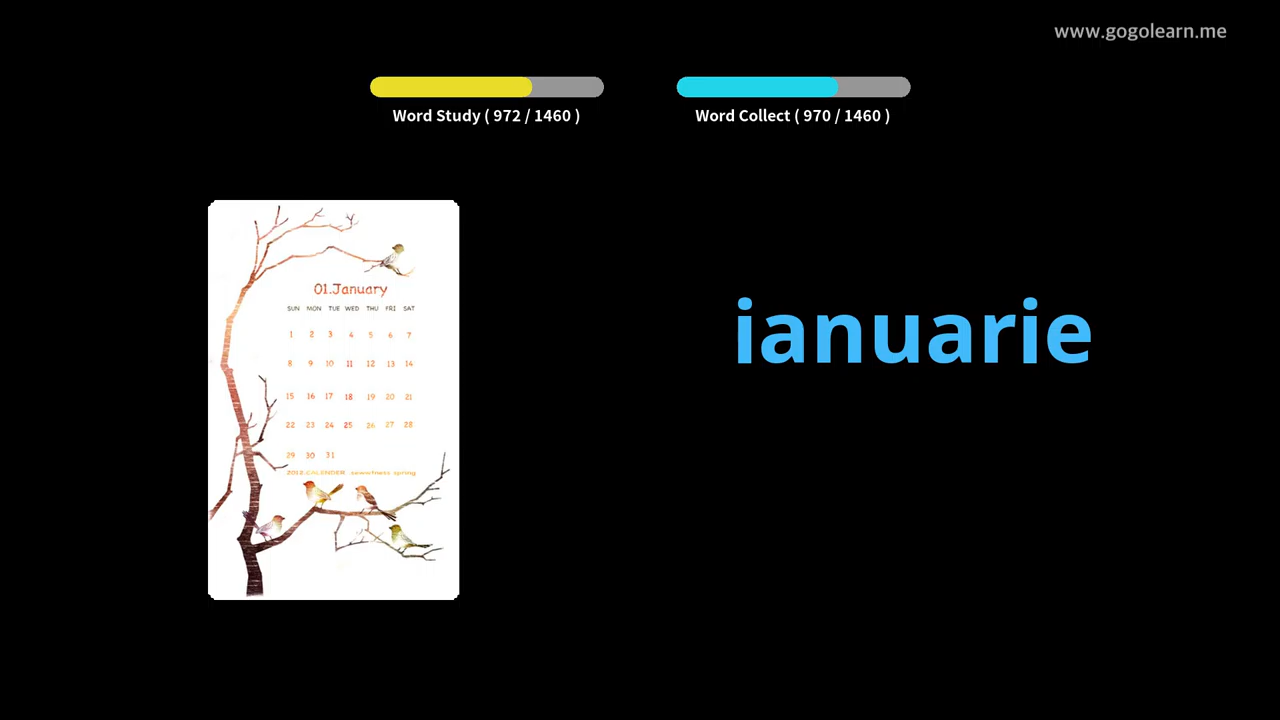 www.gogolearn.me
Word Study ( 972 / 1460 )
Word Collect ( 970 / 1460 )
01.January
SUN MON TUE WED THU FRI SAT
1 2 3 4 5 6 7
8 9 10 11 12 13 14
15 16 17 18 19 20 21
22 23 24 25 26 27 28
29 30 31
ianuarie